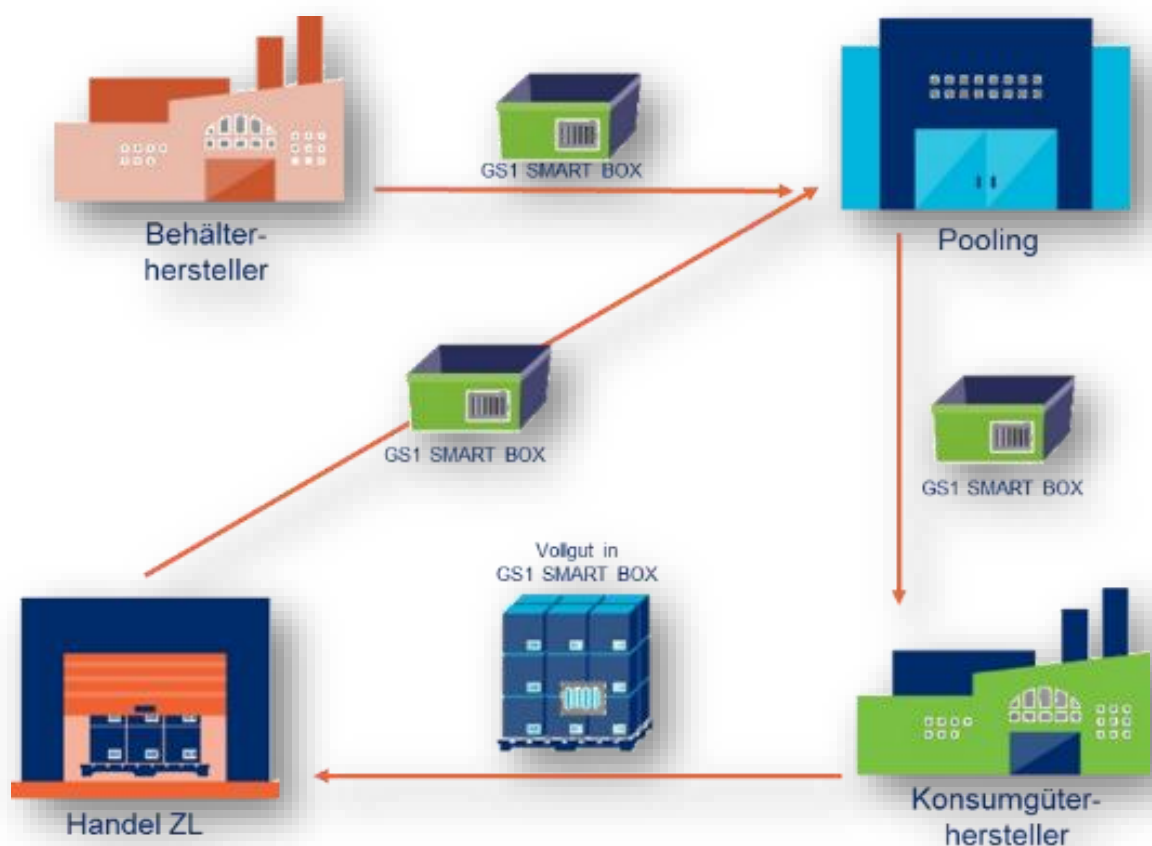 GS1 SMART BOX
Behälter-
hersteller
Pooling
GS1 SMART BOX
GS1 SMART BOX
Vollgut in
GS1 SMART BOX
Handel ZL
Konsumgüter-
hersteller